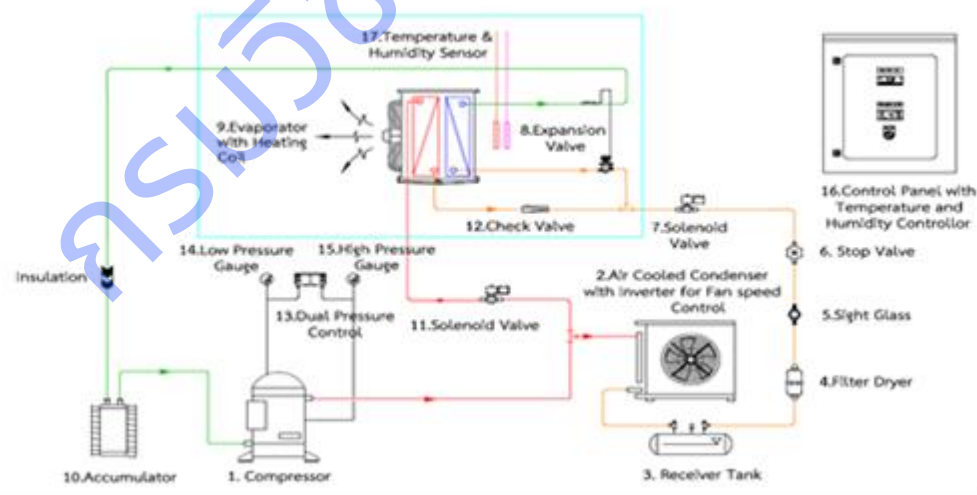 17.Temperature &
Humidity Sensor
9.Evaporator
with Heating
Coil
8.Expansion
Valve
16.Control Panel with
Temperature and
Humidity Controllor
12.Check Valve
7.Solenoid
Valve
6. Stop Valve
14.Low Pressure
Gauge
15.High Pressure
Gauge
Insulation
2.Air Cooled Condenser
with Inverter for Fan speed
Control
13.Dual Pressure
Control
11.Solenoid Valve
5.Sight Glass
4.Filter Dryer
10.Accumulator
1. Compressor
3. Receiver Tank